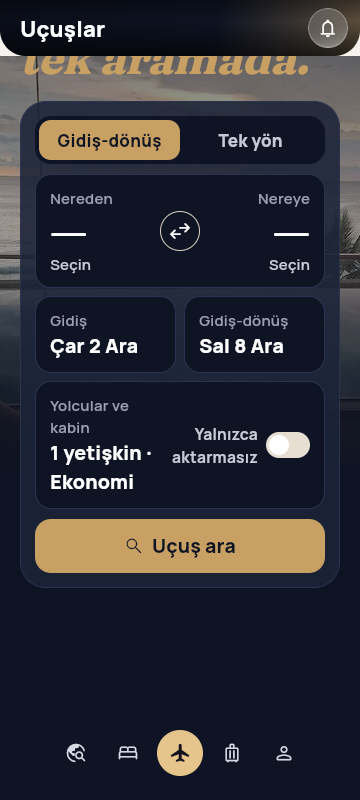 Uçuşlar
tek aramada.
Gidiş-dönüş
Tek yön
Nereden
Nereye
—
—
Seçin
Seçin
Gidiş
Gidiş-dönüş
Çar 2 Ara
Sal 8 Ara
Yolcular ve
kabin
1 yetişkin ·
Ekonomi
Yalnızca
aktarmasız
Uçuş ara